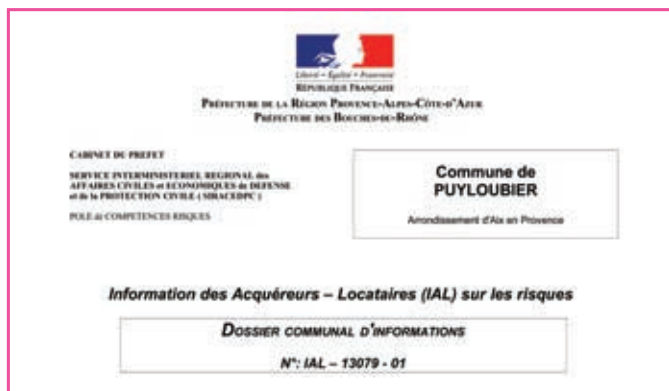 Liberté • Égalité • Fraternité
RÉPUBLIQUE FRANÇAISE
PRÉFECTURE DE LA RÉGION PROVENCE-ALPES-CÔTE-D'AZUR
PRÉFECTURE DES BOUCHES-DU-RHÔNE
CABINET DU PREFET
SERVICE INTERMINISTERIEL REGIONAL des
AFFAIRES CIVILES et ECONOMIQUES de DEFENSE
et de la PROTECTION CIVILE ( SIRACEDPC )
POLE de COMPETENCES RISQUES
Commune de
PUYLOUBIER
Arrondissement d'Aix en Provence
Information des Acquéreurs – Locataires (IAL) sur les risques
DOSSIER COMMUNAL D'INFORMATIONS
N°: IAL – 13079 - 01